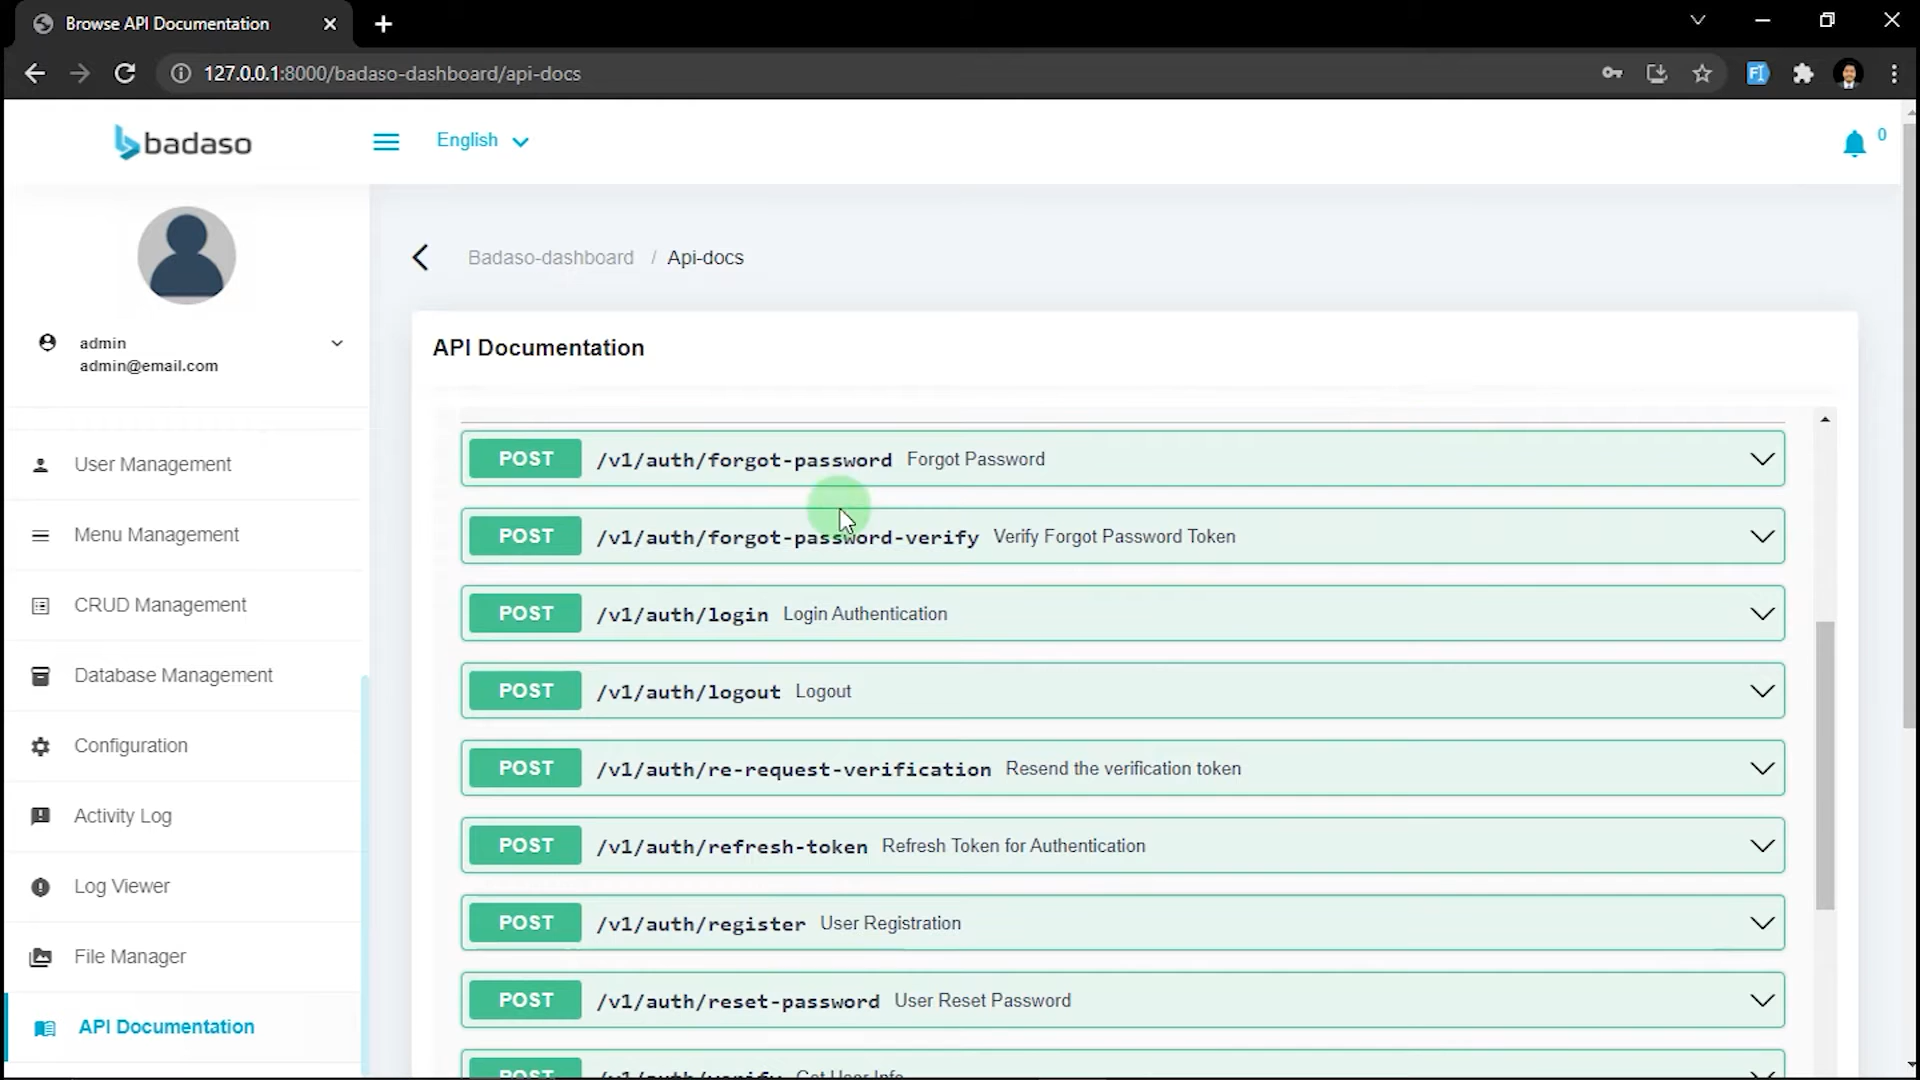 Browse API Documentation
127.0.0.1:8000/badaso-dashboard/api-docs
badaso
English
0
Badaso-dashboard / Api-docs
admin
admin@email.com
User Management
Menu Management
CRUD Management
Database Management
Configuration
Activity Log
Log Viewer
File Manager
API Documentation
API Documentation
POST /v1/auth/forgot-password Forgot Password
POST /v1/auth/forgot-password-verify Verify Forgot Password Token
POST /v1/auth/login Login Authentication
POST /v1/auth/logout Logout
POST /v1/auth/re-request-verification Resend the verification token
POST /v1/auth/refresh-token Refresh Token for Authentication
POST /v1/auth/register User Registration
POST /v1/auth/reset-password User Reset Password
POST /v1/auth/verify Get User Info